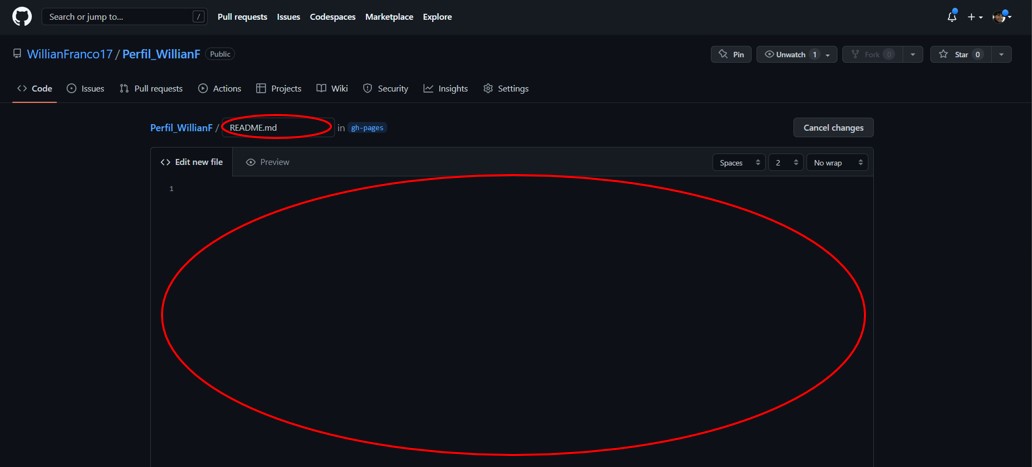 Search or jump to... / Pull requests Issues Codespaces Marketplace Explore
WillianFranco17 / Perfil_WillianF Public Pin Unwatch 1 Fork 0 Star 0
Code Issues Pull requests Actions Projects Wiki Security Insights Settings
Perfil_WillianF / README.md in gh-pages Cancel changes
Edit new file Preview Spaces 2 No wrap
1